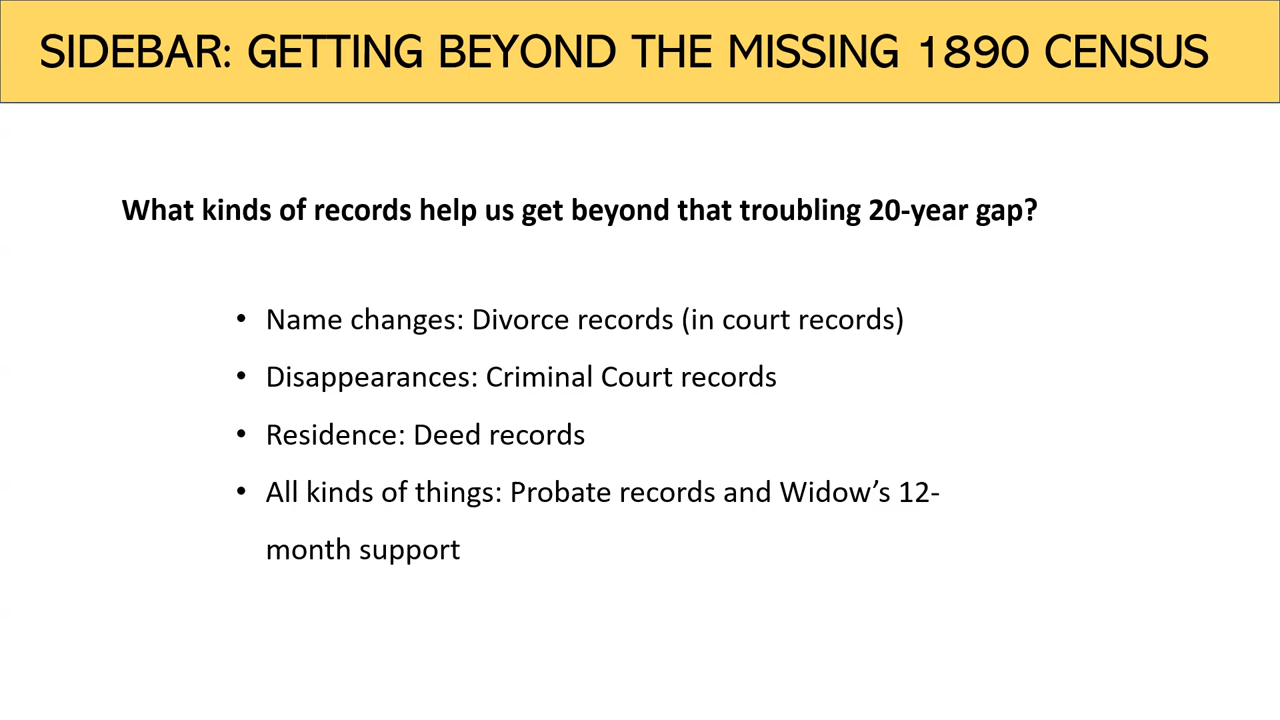 SIDEBAR: GETTING BEYOND THE MISSING 1890 CENSUS
What kinds of records help us get beyond that troubling 20-year gap?
• Name changes: Divorce records (in court records)
• Disappearances: Criminal Court records
• Residence: Deed records
• All kinds of things: Probate records and Widow’s 12-
month support